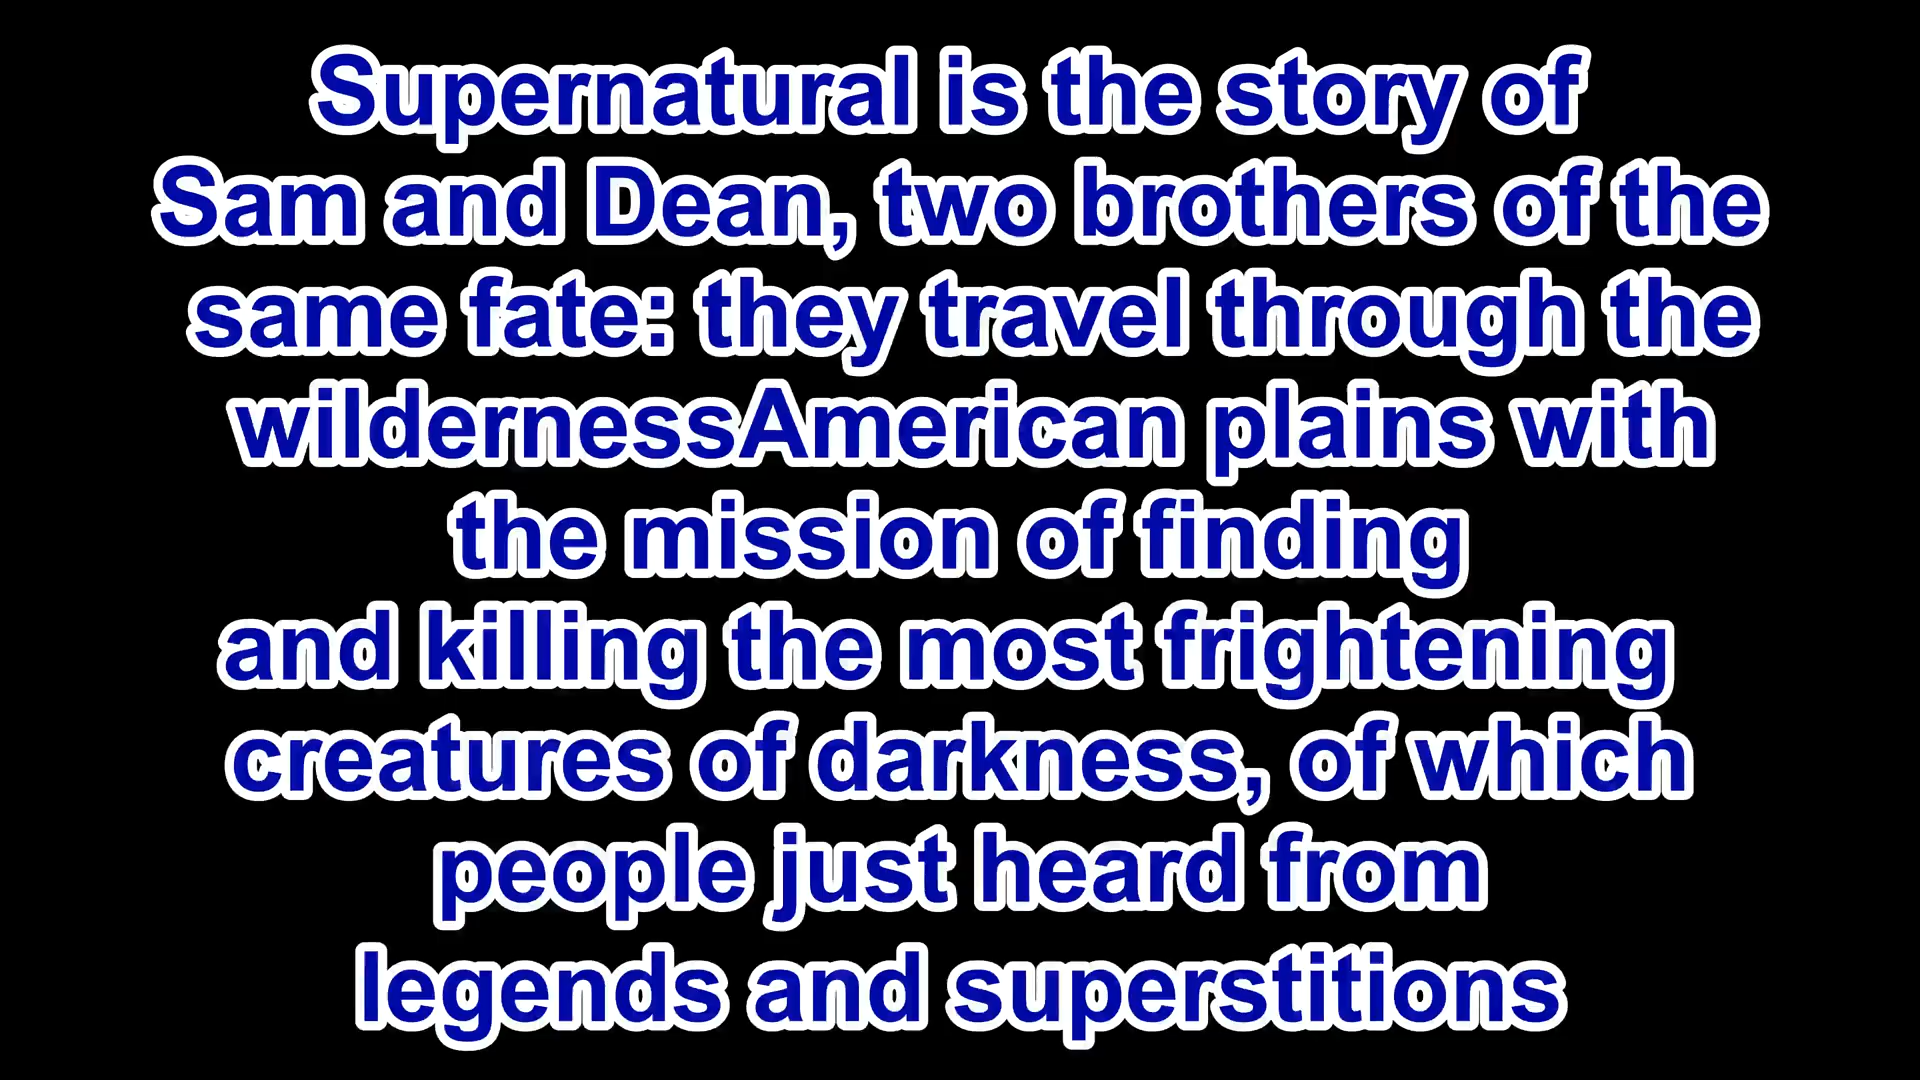 Supernatural is the story of
Sam and Dean, two brothers of the
same fate: they travel through the
wildernessAmerican plains with
the mission of finding
and killing the most frightening
creatures of darkness, of which
people just heard from
legends and superstitions